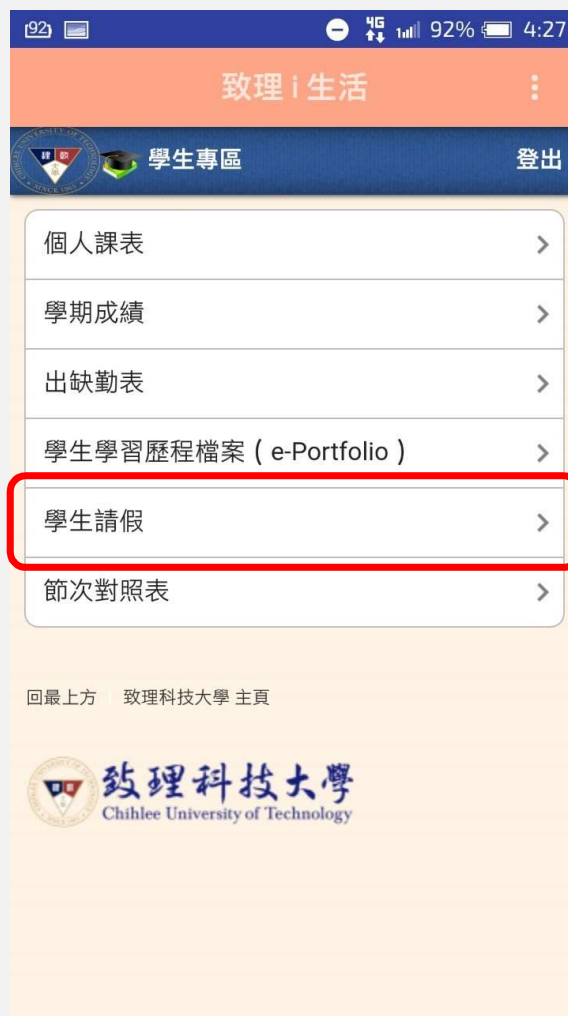 92 4G 92% 4:27
致理 i 生活
學生專區 登出
個人課表
學期成績
出缺勤表
學生學習歷程檔案 ( e-Portfolio )
學生請假
節次對照表
回最上方 致理科技大學 主頁
致理科技大學
Chihlee University of Technology